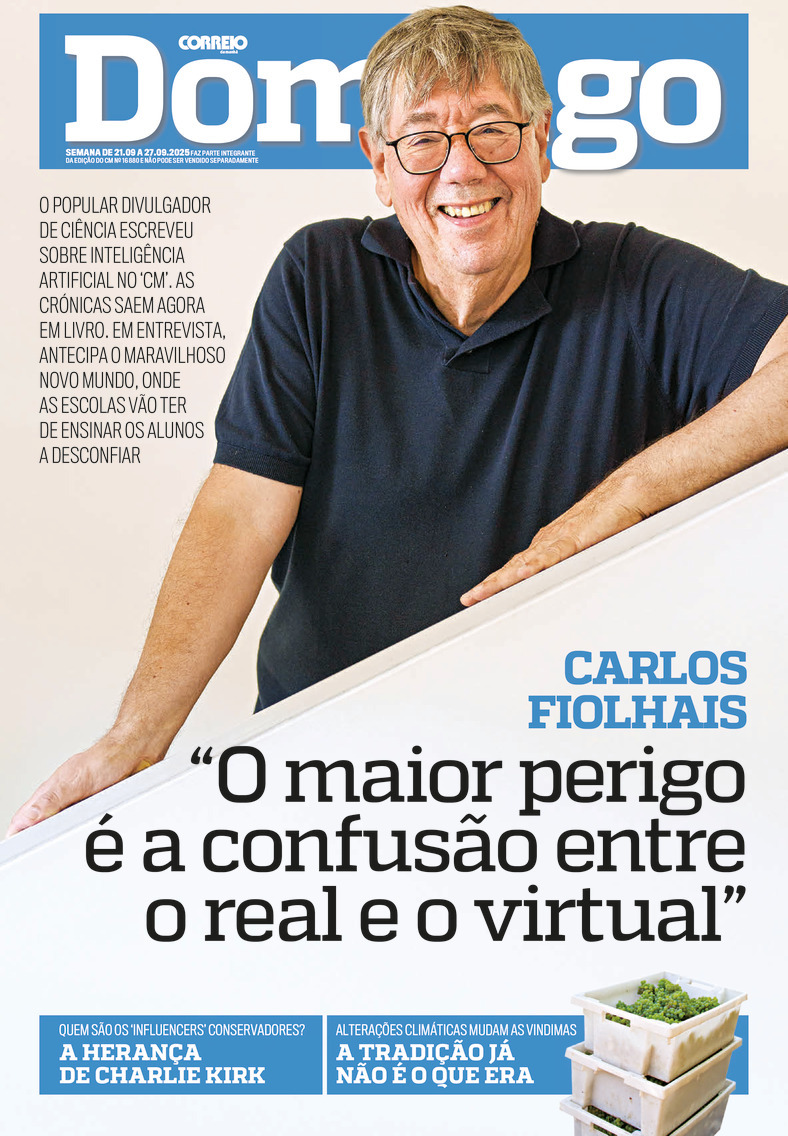 CORREIO
da manhã
Domingo
SEMANA DE 21.09 A 27.09.2025 FAZ PARTE INTEGRANTE
DA EDIÇÃO DO CM Nº 16 880 E NÃO PODE SER VENDIDO SEPARADAMENTE
O POPULAR DIVULGADOR
DE CIÊNCIA ESCREVEU
SOBRE INTELIGÊNCIA
ARTIFICIAL NO ‘CM’. AS
CRÓNICAS SAEM AGORA
EM LIVRO. EM ENTREVISTA,
ANTECIPA O MARAVILHOSO
NOVO MUNDO, ONDE
AS ESCOLAS VÃO TER
DE ENSINAR OS ALUNOS
A DESCONFIAR
CARLOS
FIOLHAIS
“O maior perigo
é a confusão entre
o real e o virtual”
QUEM SÃO OS ‘INFLUENCERS’ CONSERVADORES?
A HERANÇA
DE CHARLIE KIRK
ALTERAÇÕES CLIMÁTICAS MUDAM AS VINDIMAS
A TRADIÇÃO JÁ
NÃO É O QUE ERA